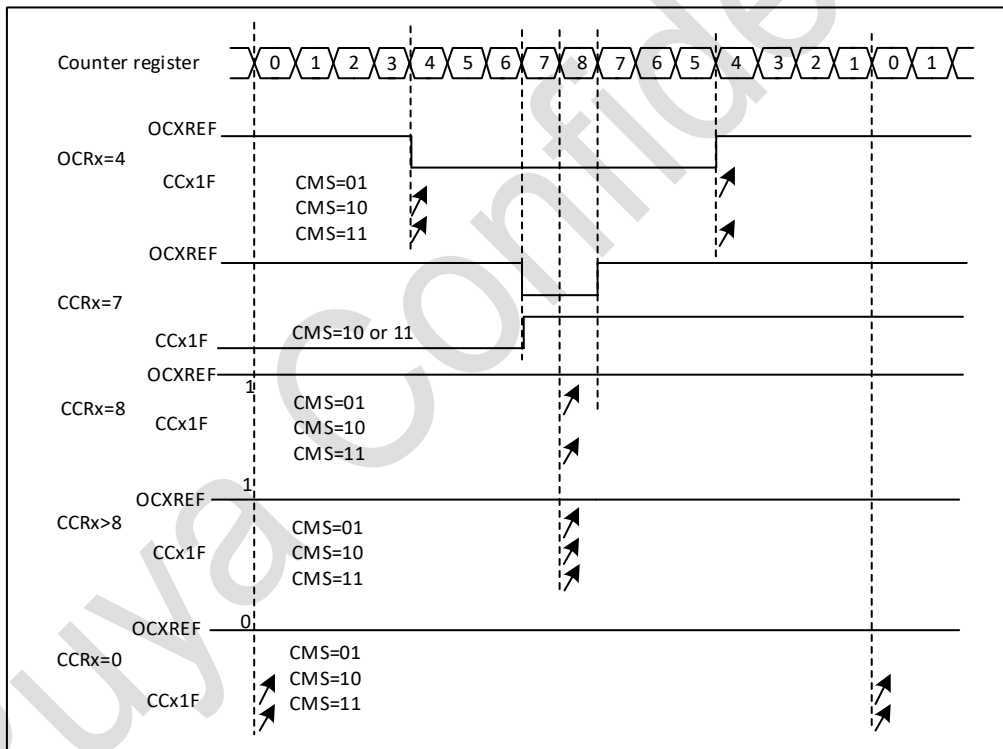 Counter register 0 1 2 3 4 5 6 7 8 7 6 5 4 3 2 1 0 1
OCXREF
OCRx=4
CCx1F
CMS=01
CMS=10
CMS=11
OCXREF
CCRx=7
CCx1F
CMS=10 or 11
OCXREF
1
CCRx=8
CCx1F
CMS=01
CMS=10
CMS=11
OCXREF
1
CCRx>8
CCx1F
CMS=01
CMS=10
CMS=11
OCXREF
0
CCRx=0
CCx1F
CMS=01
CMS=10
CMS=11
Puya Confide